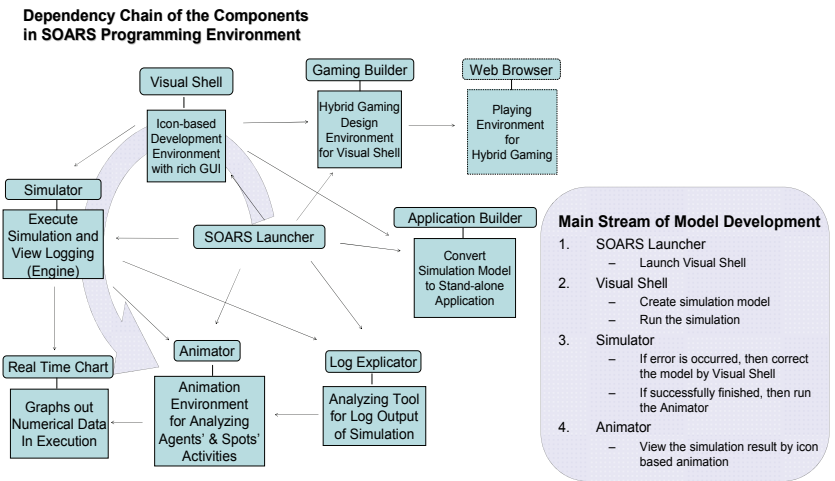 Dependency Chain of the Components
in SOARS Programming Environment
Visual Shell
Icon-based
Development
Environment
with rich GUI
Gaming Builder
Hybrid Gaming
Design
Environment
for Visual Shell
Web Browser
Playing
Environment
for
Hybrid Gaming
Simulator
Execute
Simulation and
View Logging
(Engine)
SOARS Launcher
Application Builder
Convert
Simulation Model
to Stand-alone
Application
Real Time Chart
Graphs out
Numerical Data
In Execution
Animator
Animation
Environment
for Analyzing
Agents' & Spots'
Activities
Log Explicator
Analyzing Tool
for Log Output
of Simulation
Main Stream of Model Development
1. SOARS Launcher
– Launch Visual Shell
2. Visual Shell
– Create simulation model
– Run the simulation
3. Simulator
– If error is occurred, then correct
the model by Visual Shell
– If successfully finished, then run
the Animator
4. Animator
– View the simulation result by icon
based animation